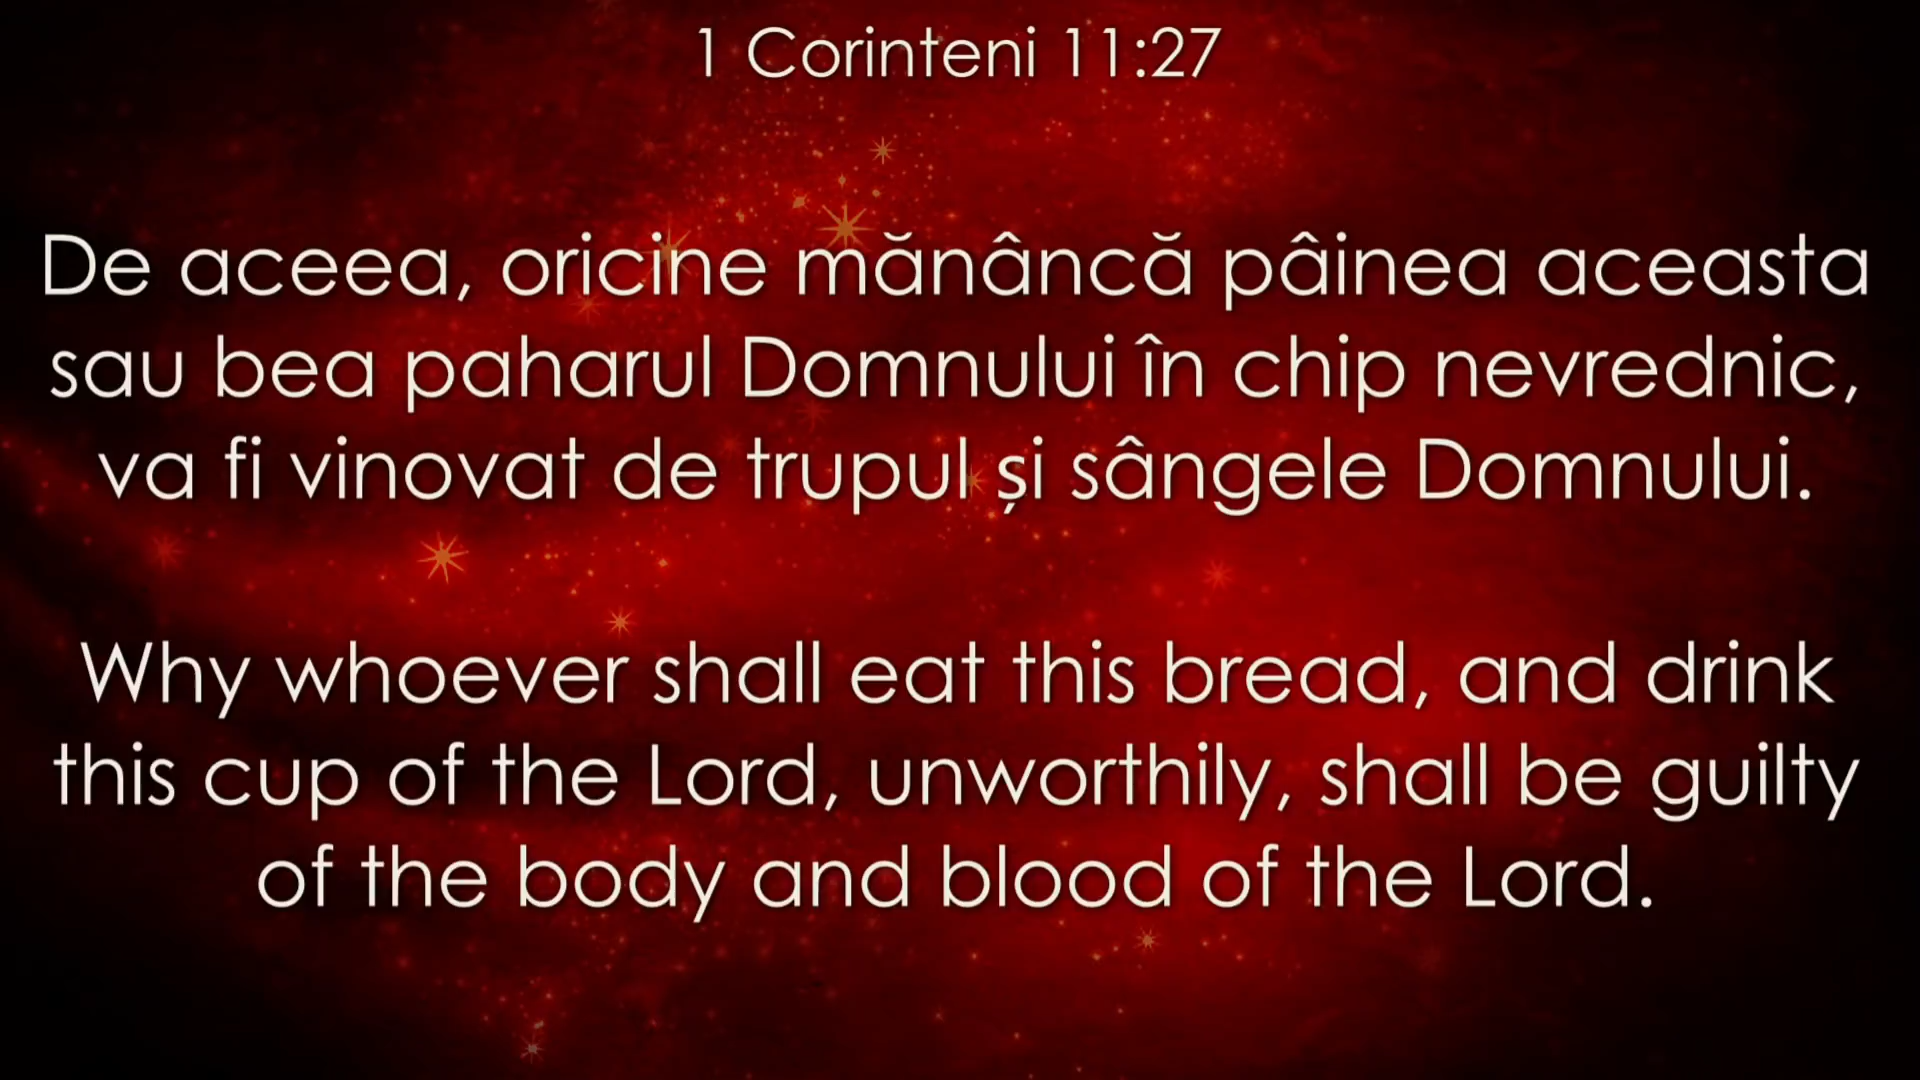 1 Corinteni 11:27
De aceea, oricine mănâncă pâinea aceasta
sau bea paharul Domnului în chip nevrednic,
va fi vinovat de trupul și sângele Domnului.
Why whoever shall eat this bread, and drink
this cup of the Lord, unworthily, shall be guilty
of the body and blood of the Lord.